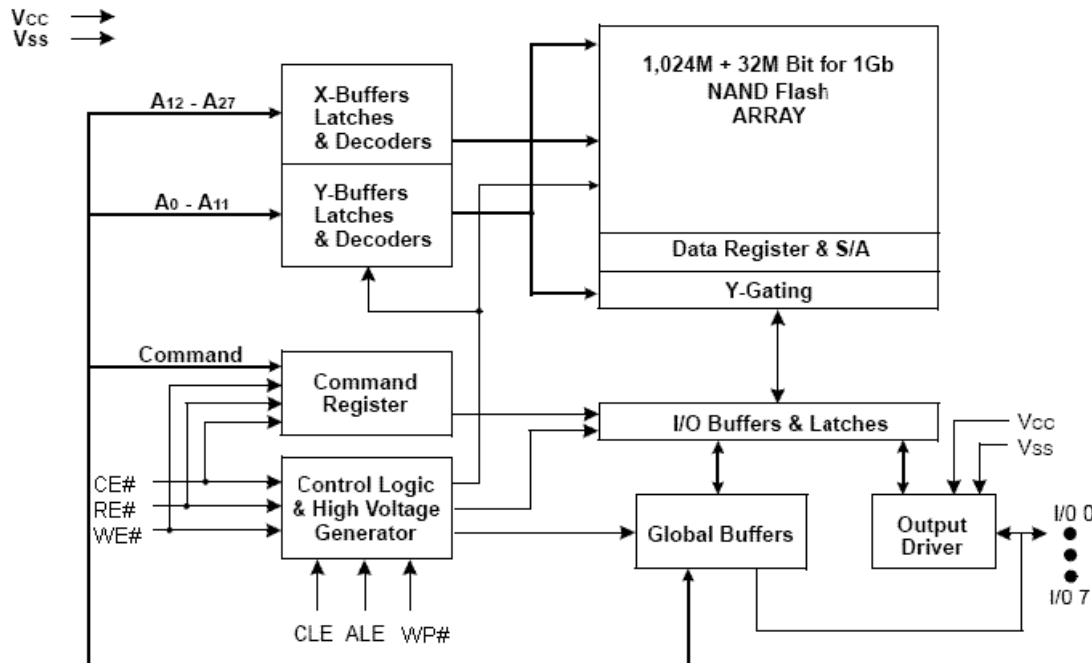 Vcc
Vss
A12 - A27
X-Buffers
Latches
& Decoders
A0 - A11
Y-Buffers
Latches
& Decoders
1,024M + 32M Bit for 1Gb
NAND Flash
ARRAY
Data Register & S/A
Y-Gating
Command
Command
Register
I/O Buffers & Latches
Vcc
Vss
CE#
RE#
WE#
Control Logic
& High Voltage
Generator
Global Buffers
Output
Driver
I/0 0
I/0 7
CLE ALE WP#